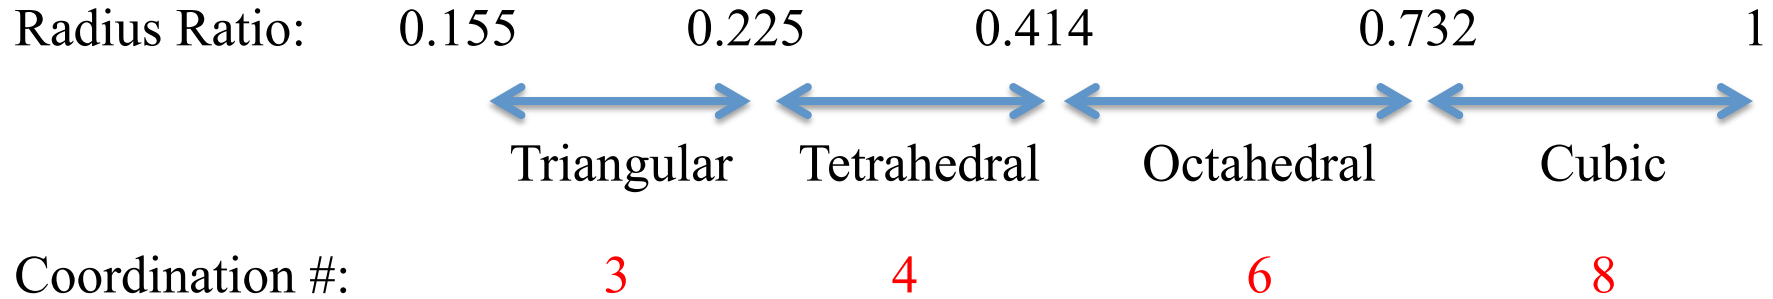 Radius Ratio: 0.155 0.225 0.414 0.732 1
Triangular Tetrahedral Octahedral Cubic
Coordination #: 3 4 6 8